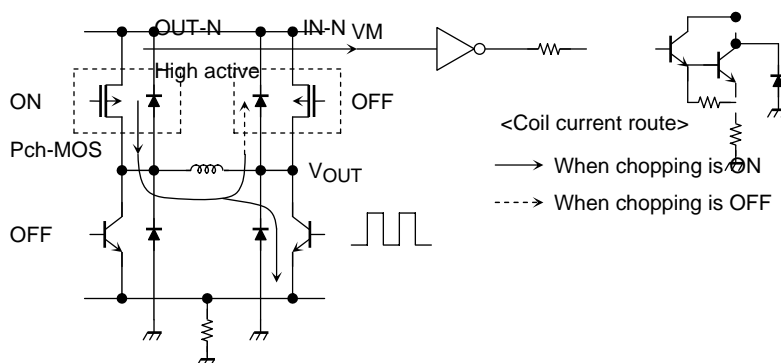 OUT-N
IN-N
VM
High active
ON
OFF
Pch-MOS
<Coil current route>
VOUT
When chopping is ON
When chopping is OFF
OFF